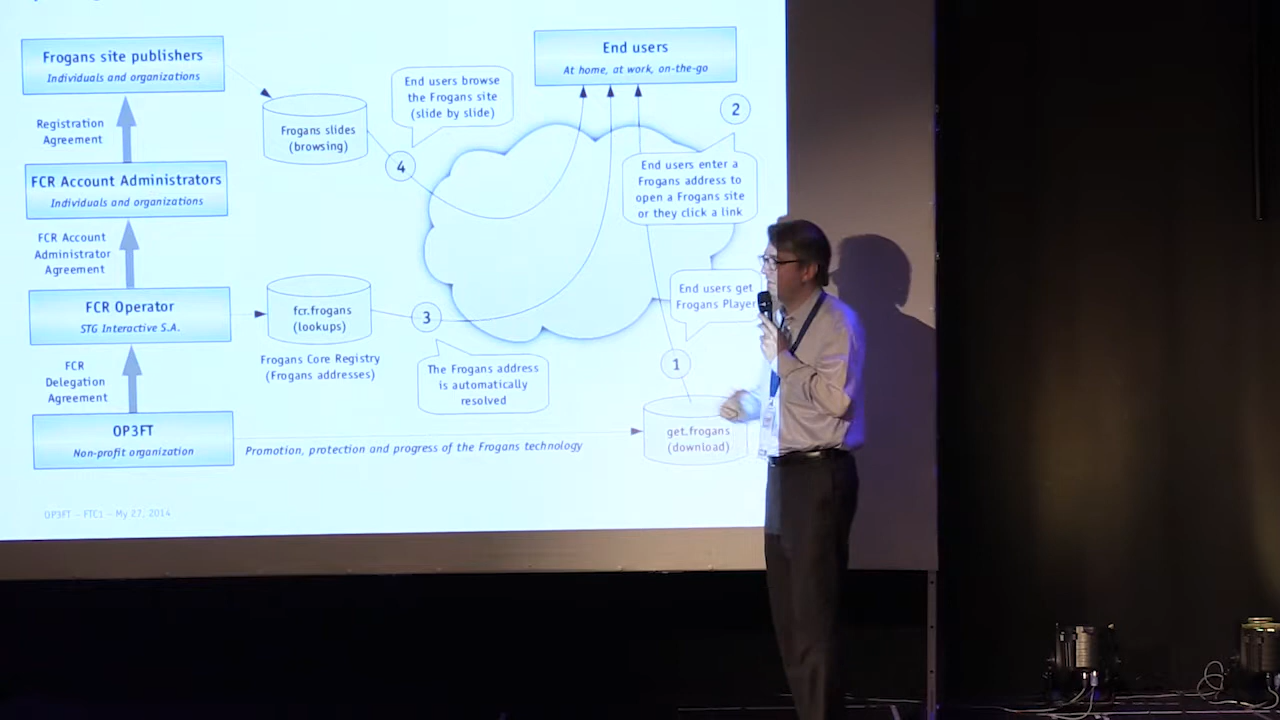 Frogans site publishers
Individuals and organizations
Registration
Agreement
FCR Account Administrators
Individuals and organizations
FCR Account
Administrator
Agreement
FCR Operator
STG Interactive S.A.
FCR
Delegation
Agreement
OP3FT
Non-profit organization
Frogans slides
(browsing)
End users browse
the Frogans site
(slide by slide)
4
End users
At home, at work, on-the-go
2
End users enter a
Frogans address to
open a Frogans site
or they click a link
fcr.frogans
(lookups)
Frogans Core Registry
(Frogans addresses)
3
The Frogans address
is automatically
resolved
End users get
Frogans Player
1
get.frogans
(download)
Promotion, protection and progress of the Frogans technology
OP3FT – FTC1 – My 27, 2014